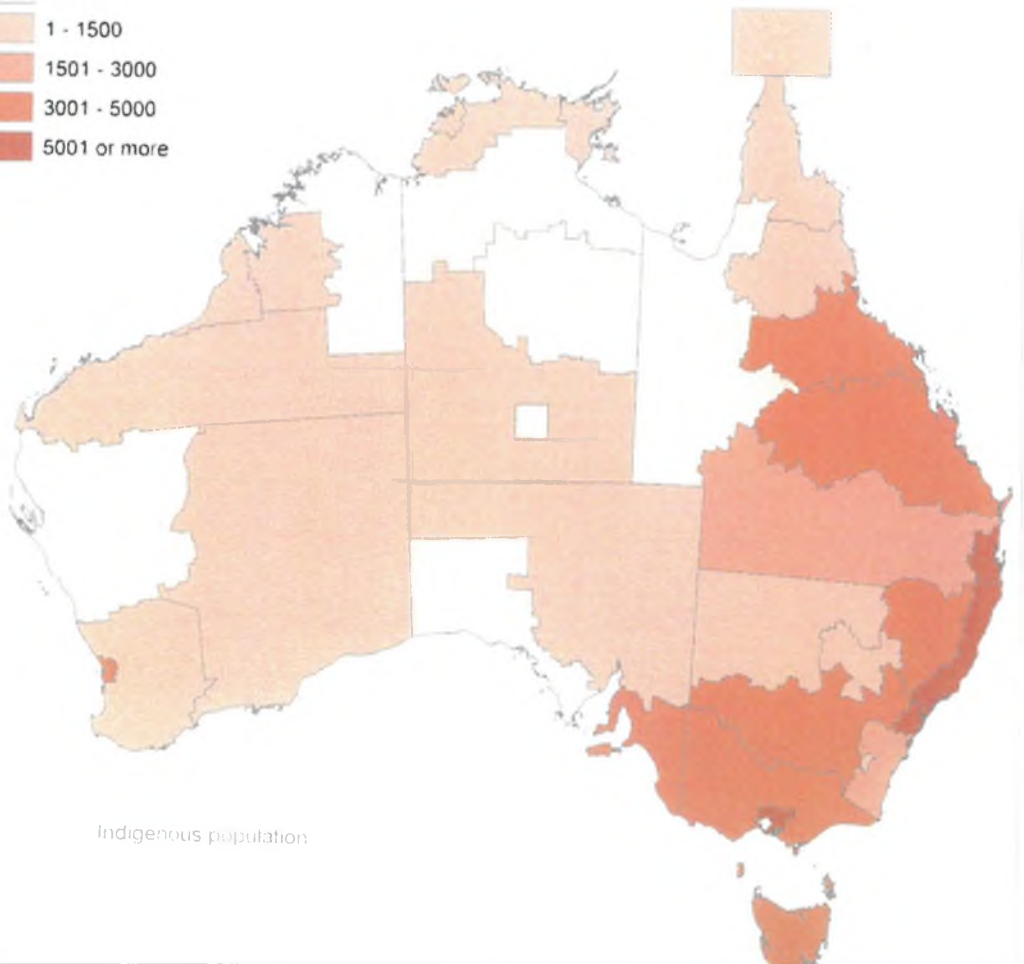 1 - 1500
1501 - 3000
3001 - 5000
5001 or more
Indigenous population